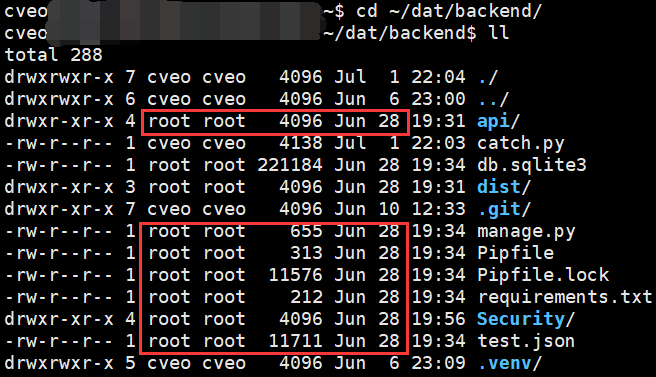 cveo ~$ cd ~/dat/backend/
cveo ~/dat/backend$ ll
total 288
drwxrwxr-x 7 cveo cveo   4096 Jul  1 22:04 ./
drwxrwxr-x 6 cveo cveo   4096 Jun  6 23:00 ../
drwxr-xr-x 4 root root   4096 Jun 28 19:31 api/
-rw-r--r-- 1 cveo cveo   4138 Jul  1 22:03 catch.py
-rw-r--r-- 1 root root 221184 Jun 28 19:34 db.sqlite3
drwxr-xr-x 3 root root   4096 Jun 28 19:31 dist/
drwxr-xr-x 7 cveo cveo   4096 Jun 10 12:33 .git/
-rw-r--r-- 1 root root    655 Jun 28 19:34 manage.py
-rw-r--r-- 1 root root    313 Jun 28 19:34 Pipfile
-rw-r--r-- 1 root root  11576 Jun 28 19:34 Pipfile.lock
-rw-r--r-- 1 root root    212 Jun 28 19:34 requirements.txt
drwxr-xr-x 4 root root   4096 Jun 28 19:56 Security/
-rw-r--r-- 1 root root  11711 Jun 28 19:34 test.json
drwxrwxr-x 5 cveo cveo   4096 Jun  6 23:09 .venv/